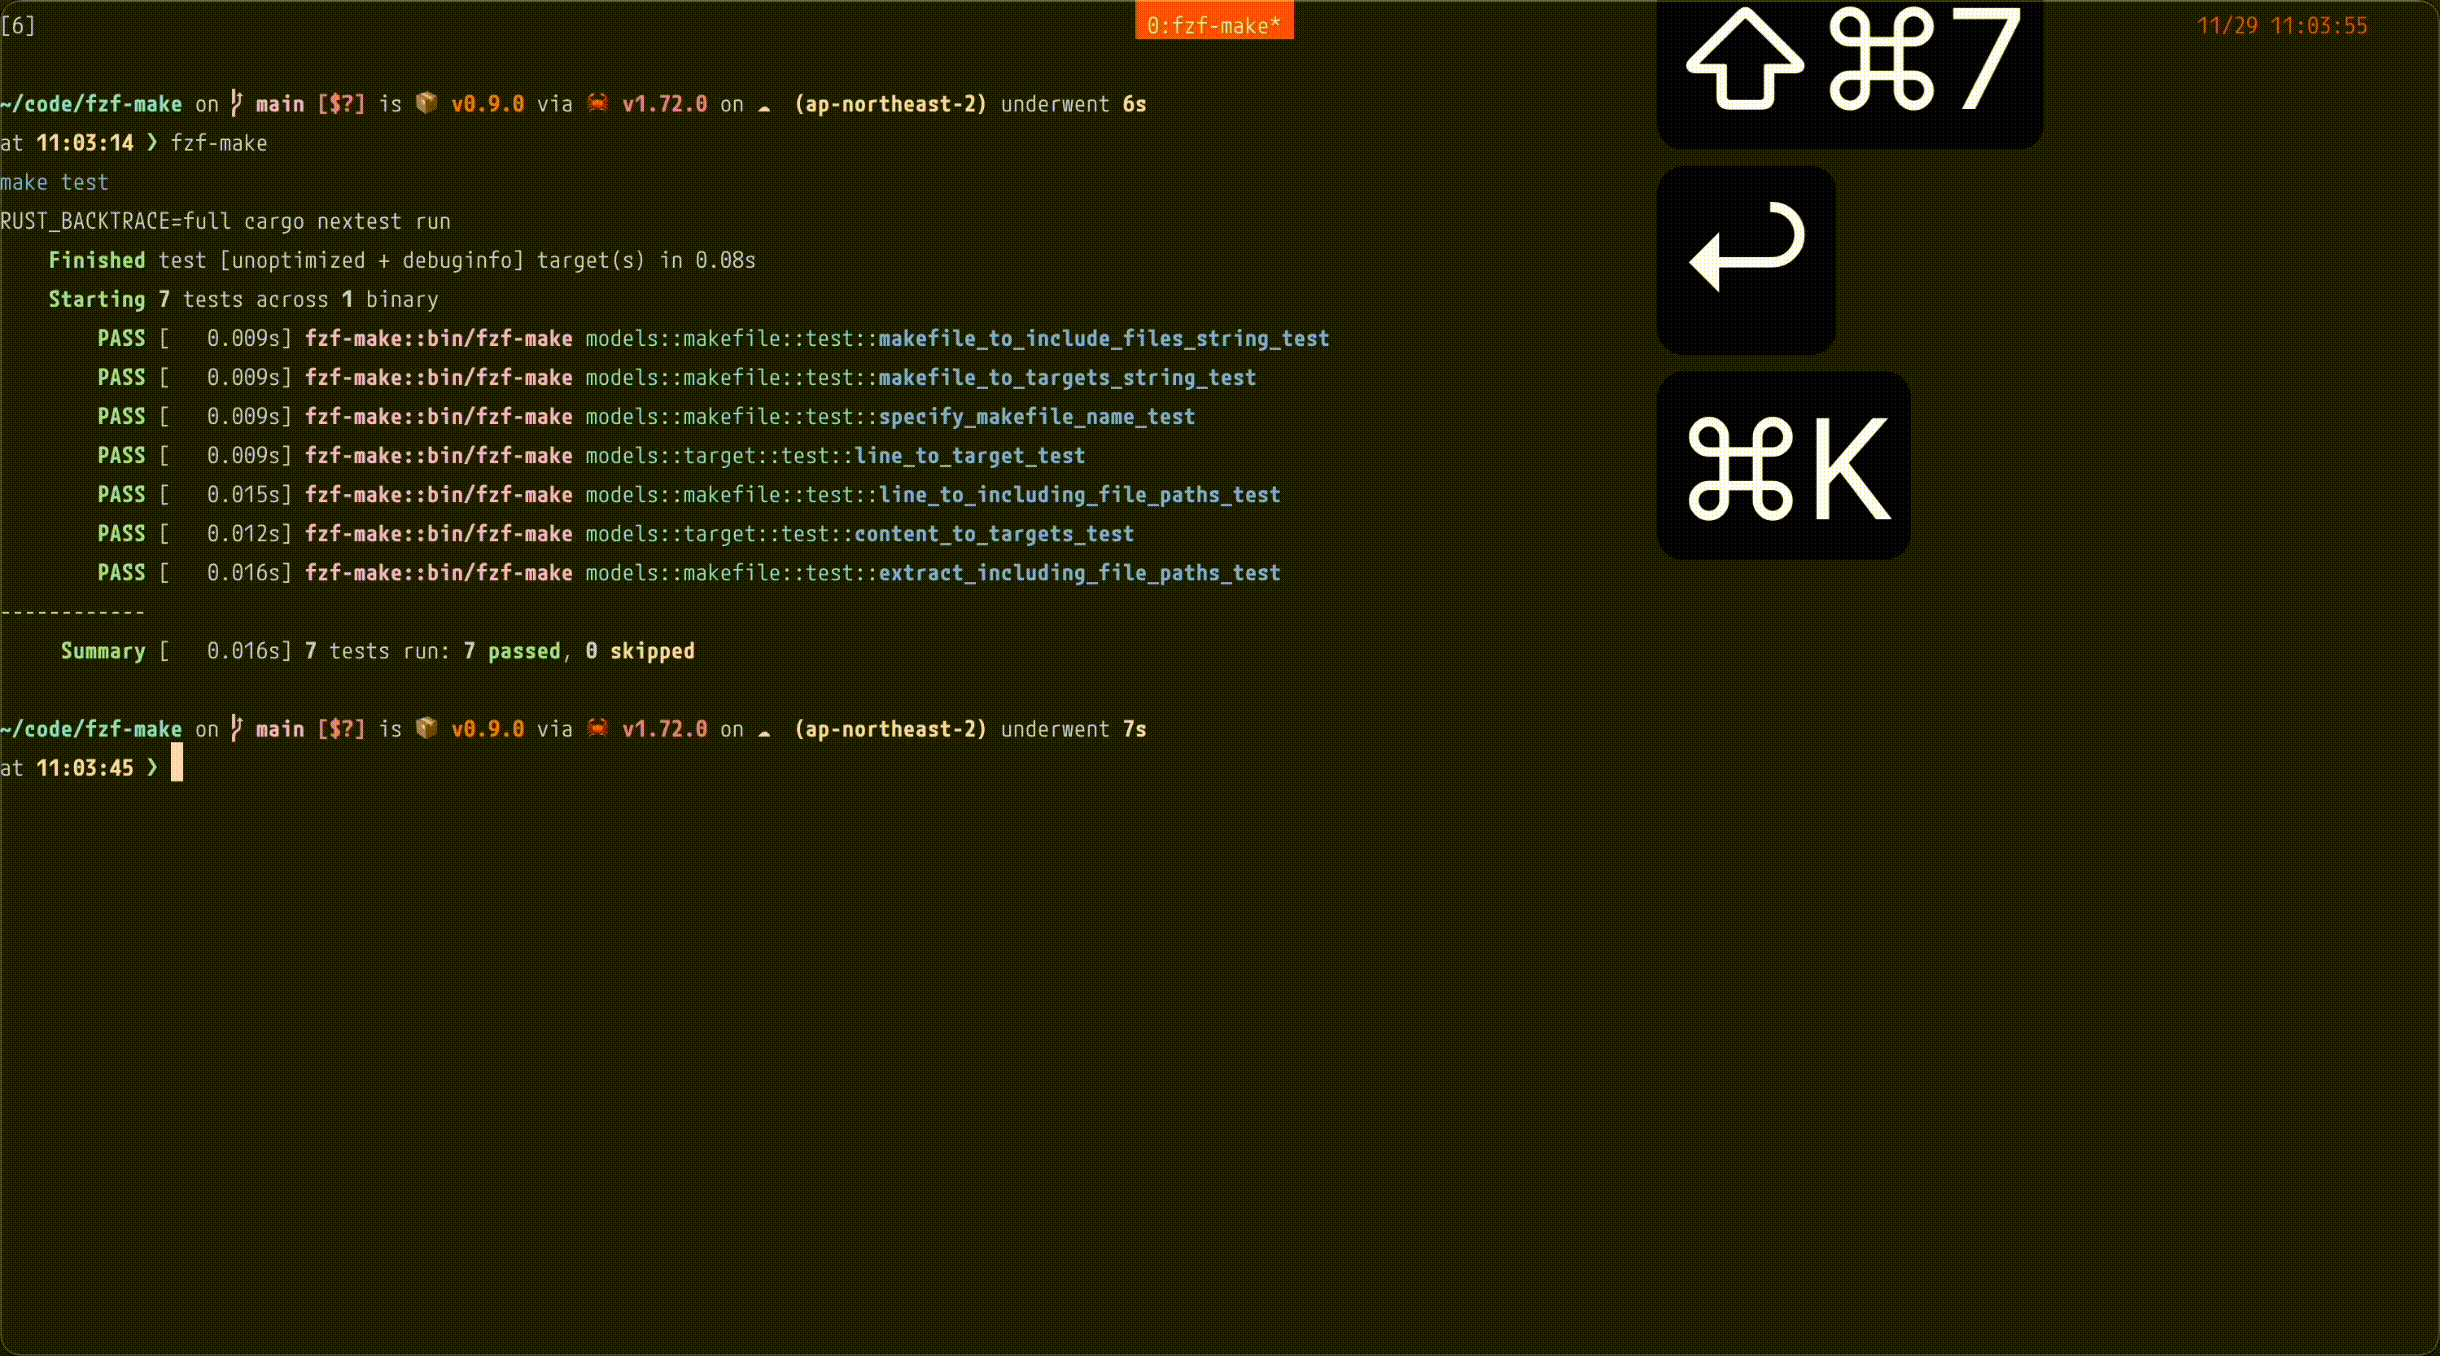 [6] 0:fzf-make* 11/29 11:03:55
⇧⌘7
~/code/fzf-make on main [$?] is 📦 v0.9.0 via 🦀 v1.72.0 on ☁ (ap-northeast-2) underwent 6s
at 11:03:14 ❯ fzf-make
make test
RUST_BACKTRACE=full cargo nextest run
↩
Finished test [unoptimized + debuginfo] target(s) in 0.08s
Starting 7 tests across 1 binary
PASS [ 0.009s] fzf-make::bin/fzf-make models::makefile::test::makefile_to_include_files_string_test
PASS [ 0.009s] fzf-make::bin/fzf-make models::makefile::test::makefile_to_targets_string_test
PASS [ 0.009s] fzf-make::bin/fzf-make models::makefile::test::specify_makefile_name_test
PASS [ 0.009s] fzf-make::bin/fzf-make models::target::test::line_to_target_test
⌘K
PASS [ 0.015s] fzf-make::bin/fzf-make models::makefile::test::line_to_including_file_paths_test
PASS [ 0.012s] fzf-make::bin/fzf-make models::target::test::content_to_targets_test
PASS [ 0.016s] fzf-make::bin/fzf-make models::makefile::test::extract_including_file_paths_test
------------
Summary [ 0.016s] 7 tests run: 7 passed, 0 skipped
~/code/fzf-make on main [$?] is 📦 v0.9.0 via 🦀 v1.72.0 on ☁ (ap-northeast-2) underwent 7s
at 11:03:45 ❯